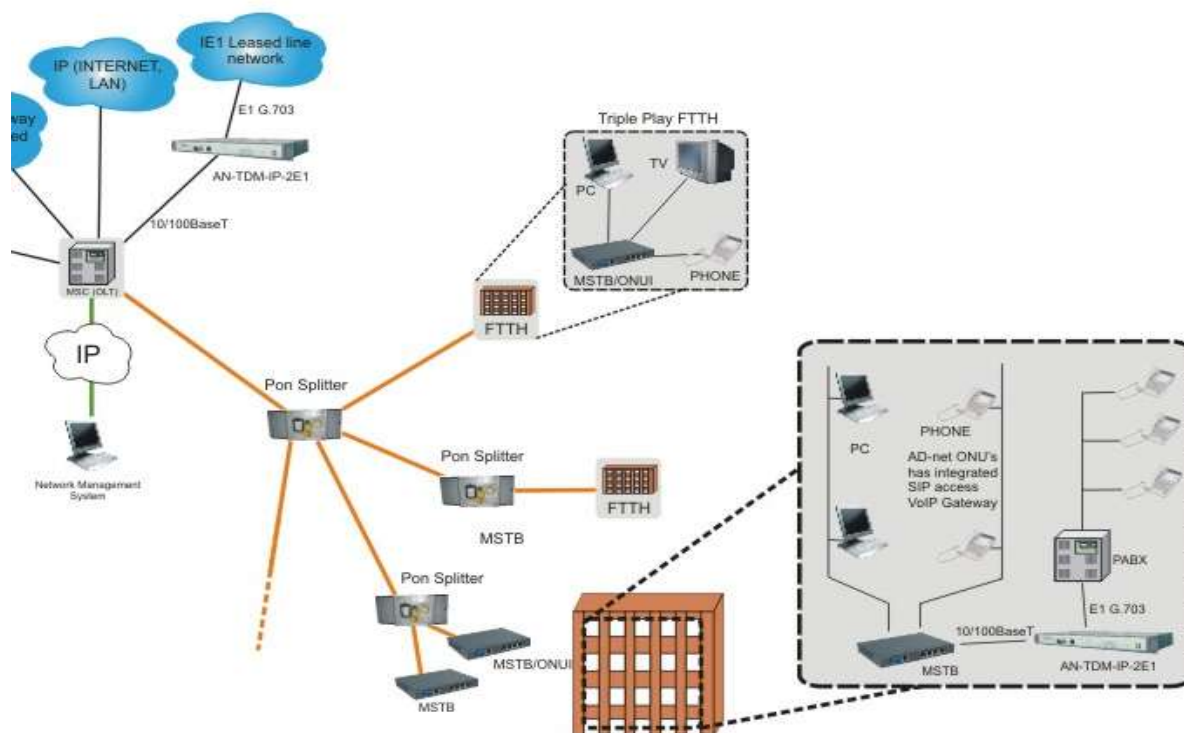 IE1 Leased line
network
IP (INTERNET,
LAN)
way
ed
E1 G.703
AN-TDM-IP-2E1
10/100BaseT
MSC (OLT)
IP
Network Management
System
Triple Play FTTH
PC
TV
MSTB/ONUI
PHONE
FTTH
Pon Splitter
Pon Splitter
FTTH
MSTB
Pon Splitter
MSTB/ONUI
MSTB
PC
PHONE
AD-net ONU's
has integrated
SIP access
VoIP Gateway
PABX
E1 G.703
10/100BaseT
MSTB
AN-TDM-IP-2E1